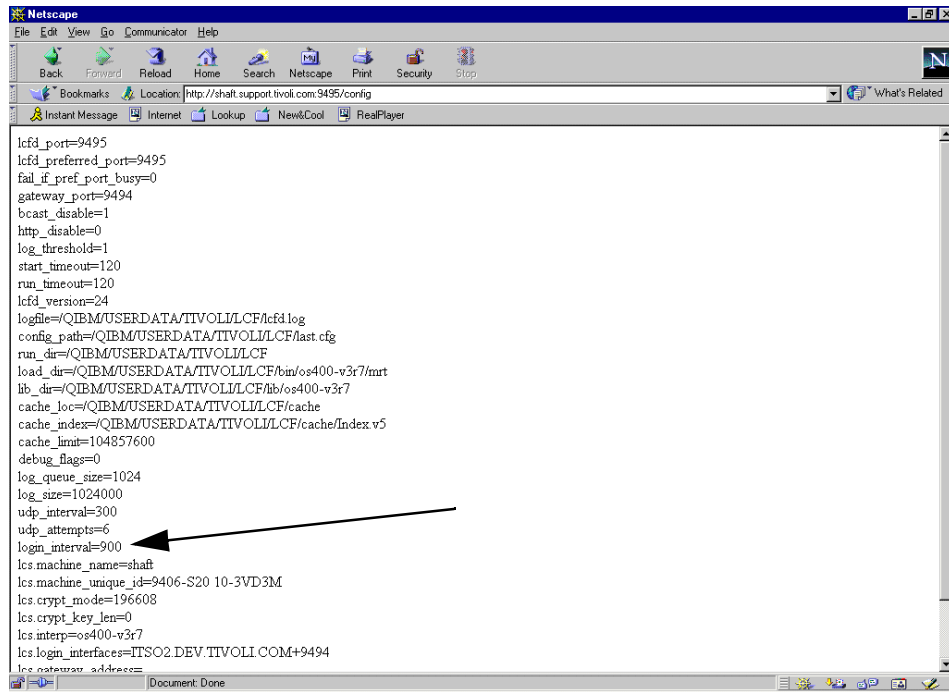 Netscape
File Edit View Go Communicator Help
Back Forward Reload Home Search Netscape Print Security Stop
My
N
Bookmarks Location: http://shaft.support.tivoli.com:9495/config What's Related
Instant Message Internet Lookup New&Cool RealPlayer
lcfd_port=9495
lcfd_preferred_port=9495
fail_if_pref_port_busy=0
gateway_port=9494
bcast_disable=1
http_disable=0
log_threshold=1
start_timeout=120
run_timeout=120
lcfd_version=24
logfile=/QIBM/USERDATA/TIVOLI/LCF/lcfd.log
config_path=/QIBM/USERDATA/TIVOLI/LCF/last.cfg
run_dir=/QIBM/USERDATA/TIVOLI/LCF
load_dir=/QIBM/USERDATA/TIVOLI/LCF/bin/os400-v3r7/mrt
lib_dir=/QIBM/USERDATA/TIVOLI/LCF/lib/os400-v3r7
cache_loc=/QIBM/USERDATA/TIVOLI/LCF/cache
cache_index=/QIBM/USERDATA/TIVOLI/LCF/cache/Index.v5
cache_limit=104857600
debug_flags=0
log_queue_size=1024
log_size=1024000
udp_interval=300
udp_attempts=6
login_interval=900
lcs.machine_name=shaft
lcs.machine_unique_id=9406-S20 10-3VD3M
lcs.crypt_mode=196608
lcs.crypt_key_len=0
lcs.interp=os400-v3r7
lcs.login_interfaces=ITSO2.DEV.TIVOLI.COM+9494
lcs.gateway_address=
Document: Done